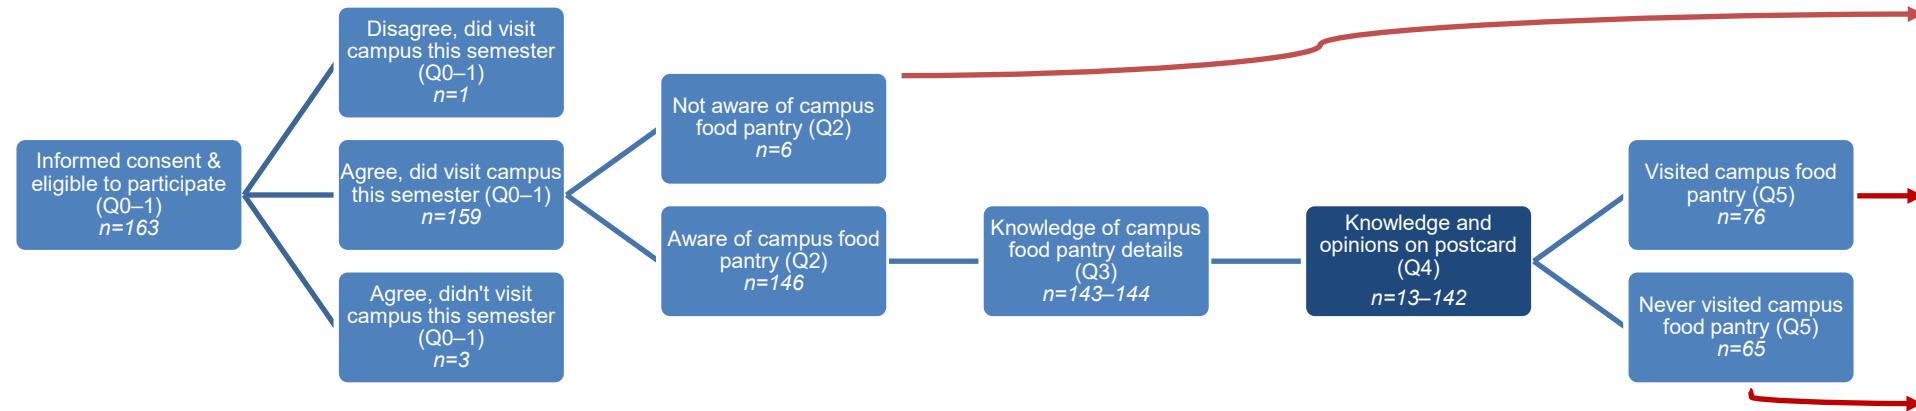 Informed consent &
eligible to participate
(Q0–1)
n=163
Disagree, did visit
campus this semester
(Q0–1)
n=1
Agree, did visit campus
this semester (Q0–1)
n=159
Agree, didn't visit
campus this semester
(Q0–1)
n=3
Not aware of campus
food pantry (Q2)
n=6
Aware of campus food
pantry (Q2)
n=146
Knowledge of campus
food pantry details
(Q3)
n=143–144
Knowledge and
opinions on postcard
(Q4)
n=13–142
Visited campus food
pantry (Q5)
n=76
Never visited campus
food pantry (Q5)
n=65